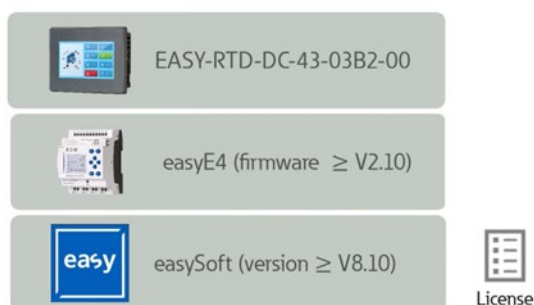 EASY-RTD-DC-43-03B2-00
easyE4 (firmware ≥ V2.10)
easy
easySoft (version ≥ V8.10)
License